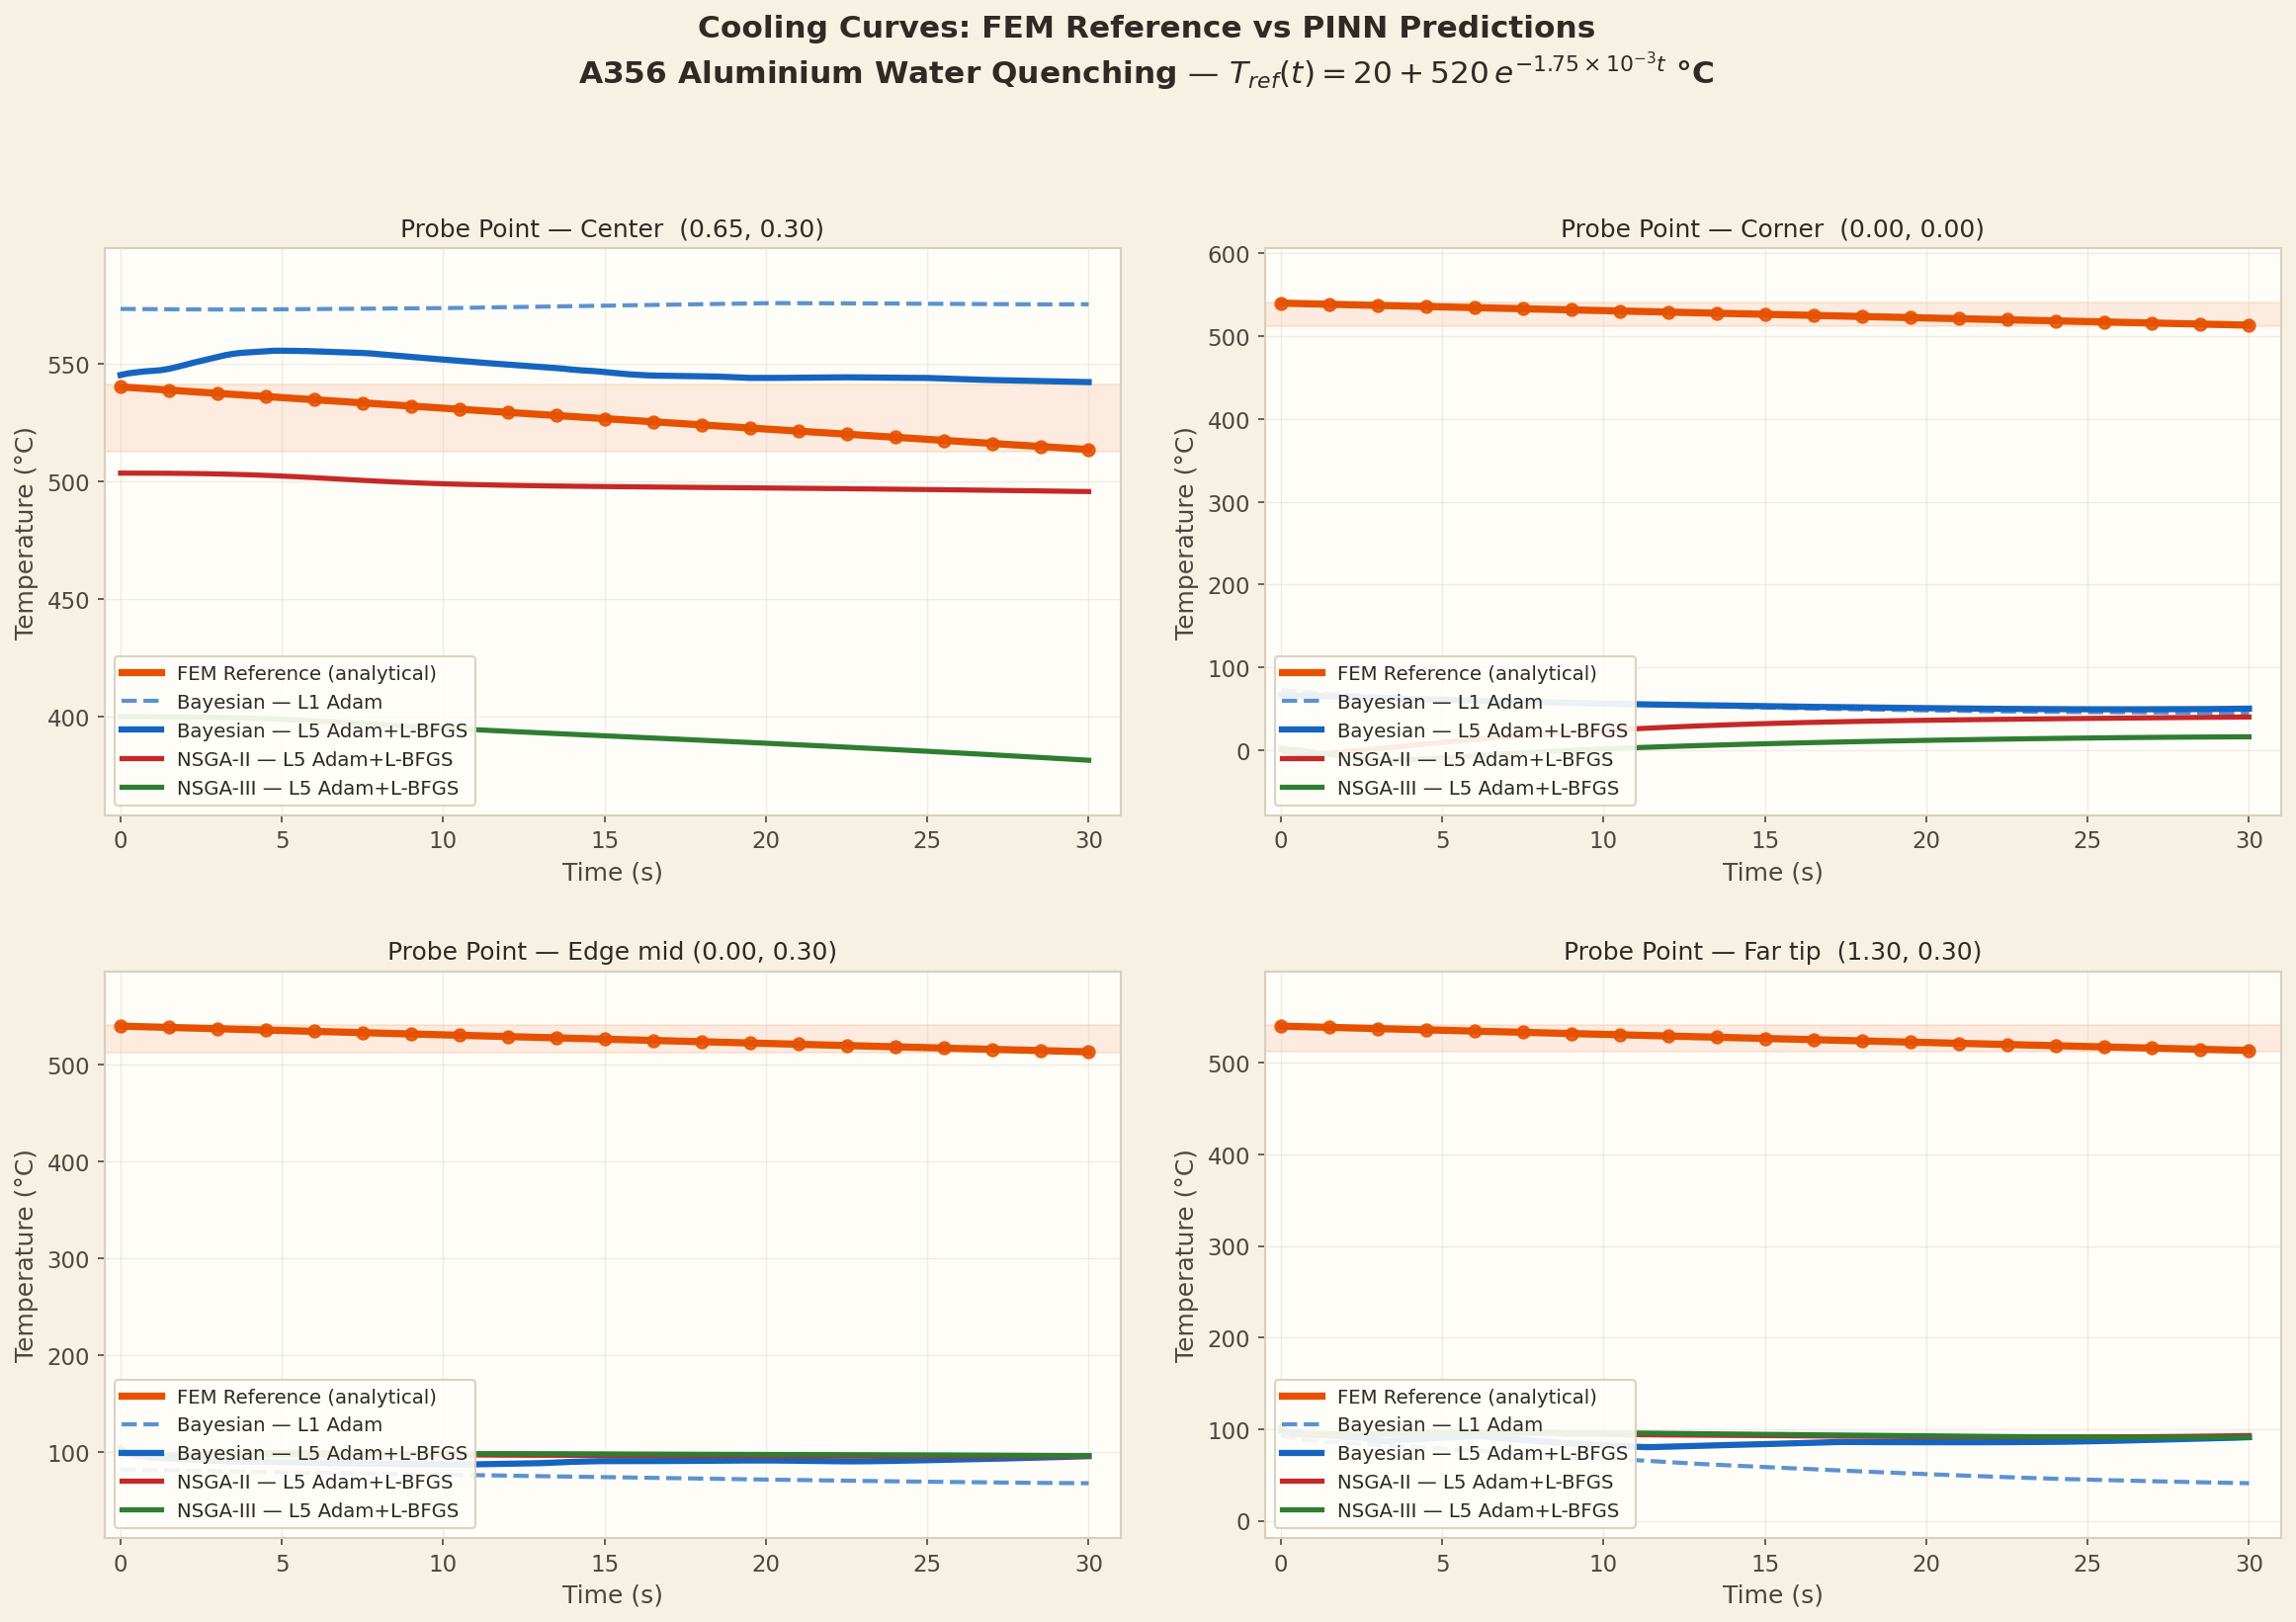 Cooling Curves: FEM Reference vs PINN Predictions
A356 Aluminium Water Quenching — $T_{ref}(t) = 20 + 520\,e^{-1.75 \times 10^{-3}t}$ °C
Probe Point — Center (0.65, 0.30)
550
500
450
400
Temperature (°C)
FEM Reference (analytical)
Bayesian — L1 Adam
Bayesian — L5 Adam+L-BFGS
NSGA-II — L5 Adam+L-BFGS
NSGA-III — L5 Adam+L-BFGS
0 5 10 15 20 25 30
Time (s)
Probe Point — Corner (0.00, 0.00)
600
500
400
300
200
100
0
Temperature (°C)
FEM Reference (analytical)
Bayesian — L1 Adam
Bayesian — L5 Adam+L-BFGS
NSGA-II — L5 Adam+L-BFGS
NSGA-III — L5 Adam+L-BFGS
0 5 10 15 20 25 30
Time (s)
Probe Point — Edge mid (0.00, 0.30)
500
400
300
200
100
Temperature (°C)
FEM Reference (analytical)
Bayesian — L1 Adam
Bayesian — L5 Adam+L-BFGS
NSGA-II — L5 Adam+L-BFGS
NSGA-III — L5 Adam+L-BFGS
0 5 10 15 20 25 30
Time (s)
Probe Point — Far tip (1.30, 0.30)
500
400
300
200
100
0
Temperature (°C)
FEM Reference (analytical)
Bayesian — L1 Adam
Bayesian — L5 Adam+L-BFGS
NSGA-II — L5 Adam+L-BFGS
NSGA-III — L5 Adam+L-BFGS
0 5 10 15 20 25 30
Time (s)